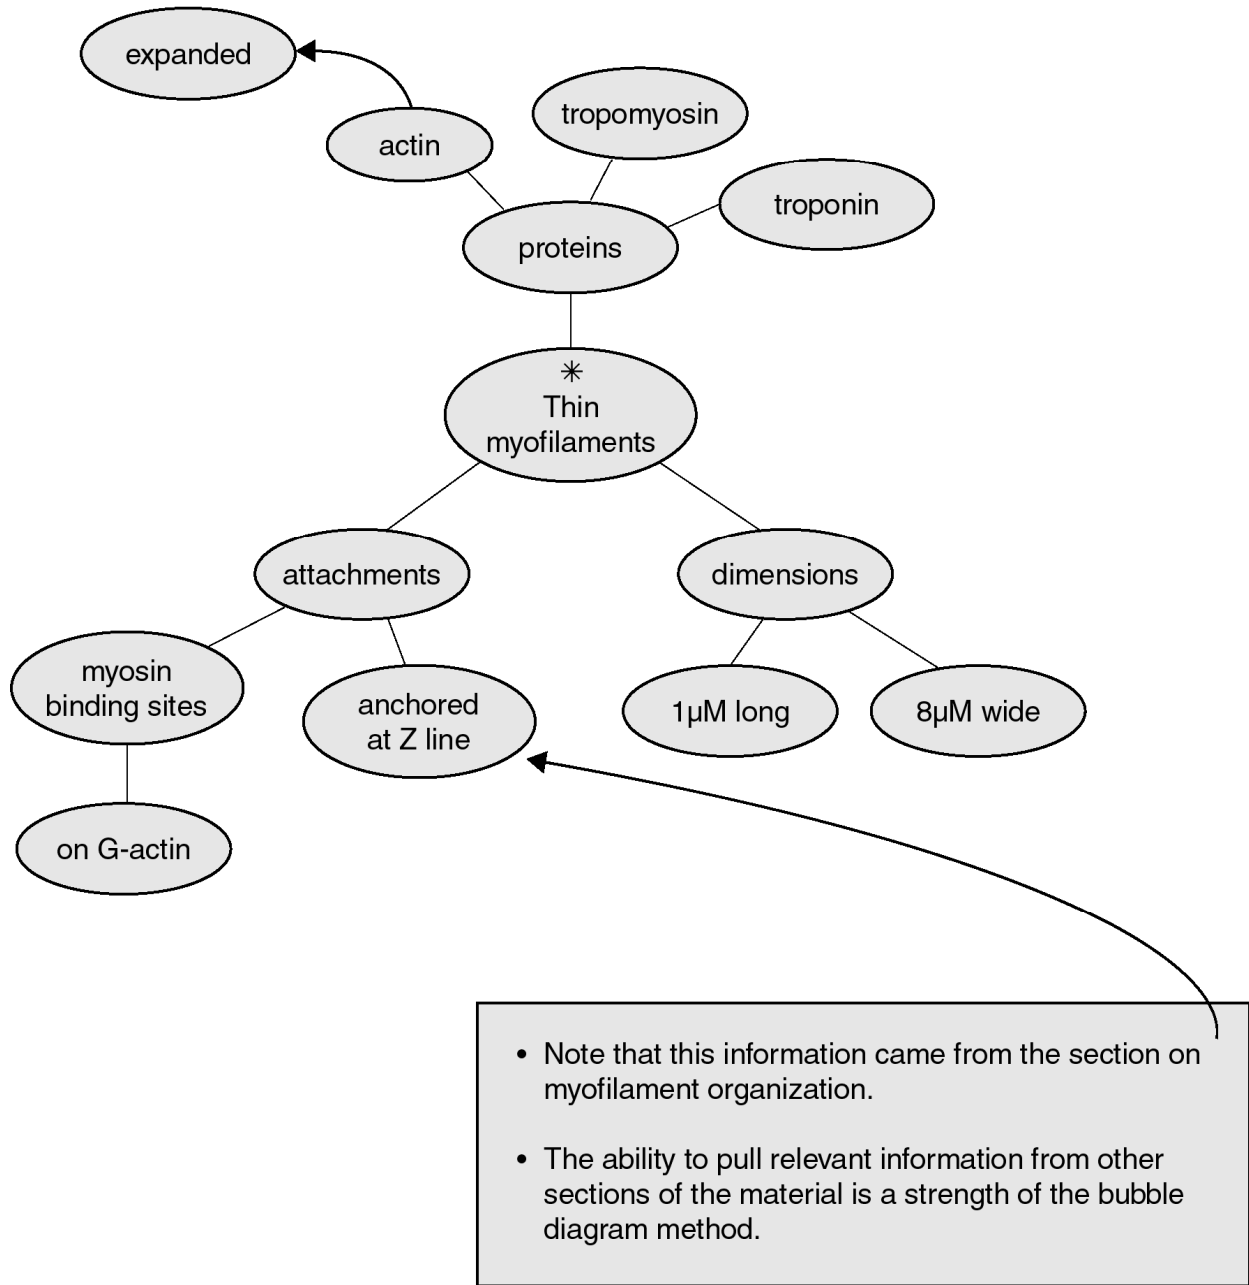 expanded
tropomyosin
actin
troponin
proteins
✳
Thin
myofilaments
attachments
dimensions
myosin
binding sites
anchored
at Z line
1µM long
8µM wide
on G-actin
• Note that this information came from the section on
myofilament organization.
• The ability to pull relevant information from other
sections of the material is a strength of the bubble
diagram method.